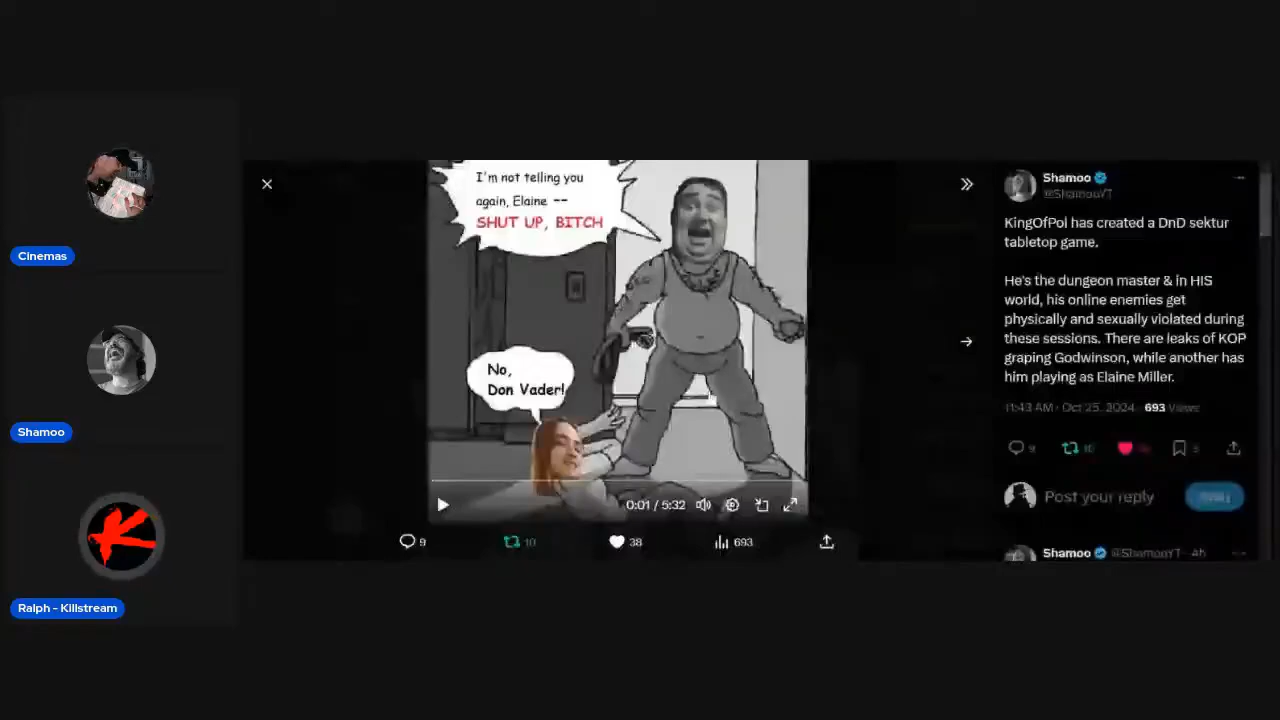 Cinemas
Shamoo
Ralph - Killstream
I'm not telling you
again, Elaine --
SHUT UP, BITCH
No,
Don Vader!
0:01 / 5:32
9
10
38
693
Shamoo
@ShamooYT
KingOfPol has created a DnD sektur
tabletop game.
He's the dungeon master & in HIS
world, his online enemies get
physically and sexually violated during
these sessions. There are leaks of KOP
graping Godwinson, while another has
him playing as Elaine Miller.
11:43 AM · Oct 25, 2024 · 693 Views
9
10
Post your reply
Reply
Shamoo @ShamooYT · 4h